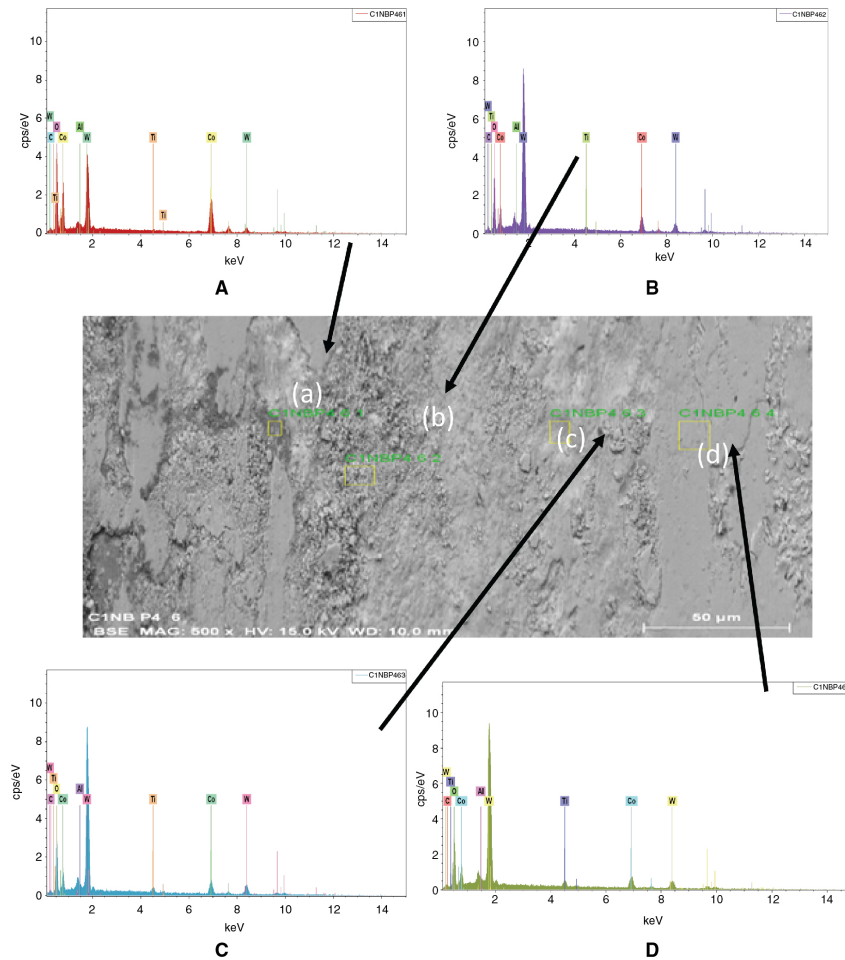 C1NBP461
10
8
6
4
2
0
cps/eV
W
O
Al
Ti
Co
W
C
Co
W
Ti
Ti
2 4 6 8 10 12 14
keV
A
C1NBP462
10
8
6
4
2
0
cps/eV
W
Ti
O
Al
Ti
Co
W
C
Co
W
2 4 6 8 10 12 14
keV
B
(a)
C1NBP4 6 1
(b)
C1NBP4 6 3
C1NBP4 6 4
(c)
(d)
C1NBP4 6 2
C1NB P4 6
BSE MAG: 500 x HV: 15.0 kV WD: 10.0 mm
50 µm
C1NBP463
10
8
6
4
2
0
cps/eV
W
Ti
O
Al
C
Co
W
Ti
Co
W
2 4 6 8 10 12 14
keV
C
C1NBP46
10
8
6
4
2
0
cps/eV
W
Ti
O
Al
C
Co
W
Ti
Co
W
2 4 6 8 10 12 14
keV
D